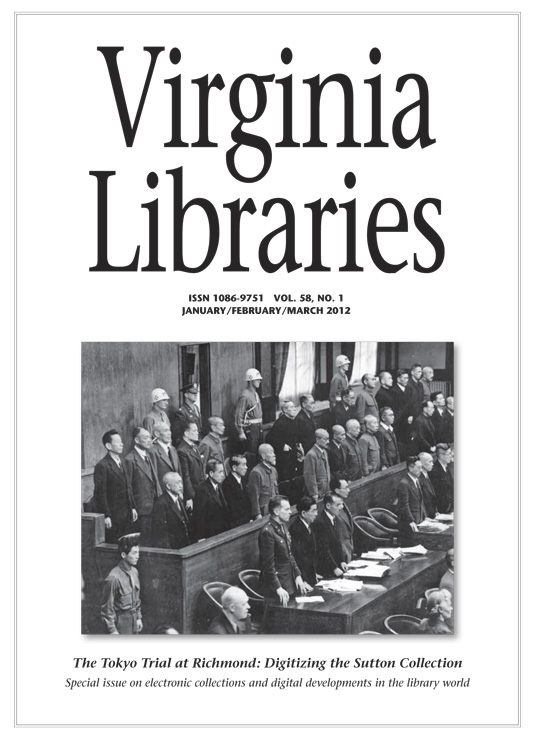 Virginia
Libraries
ISSN 1086-9751 VOL. 58, NO. 1
JANUARY/FEBRUARY/MARCH 2012
The Tokyo Trial at Richmond: Digitizing the Sutton Collection
Special issue on electronic collections and digital developments in the library world